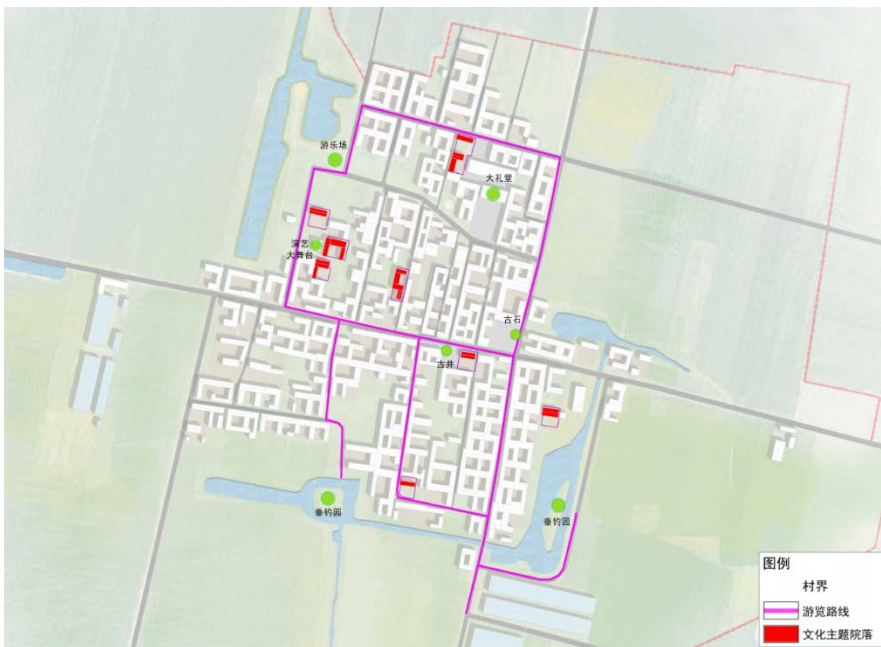 游乐场
大礼堂
演艺
大舞台
古石
古井
垂钓园
垂钓园
图例
村界
游览路线
文化主题院落